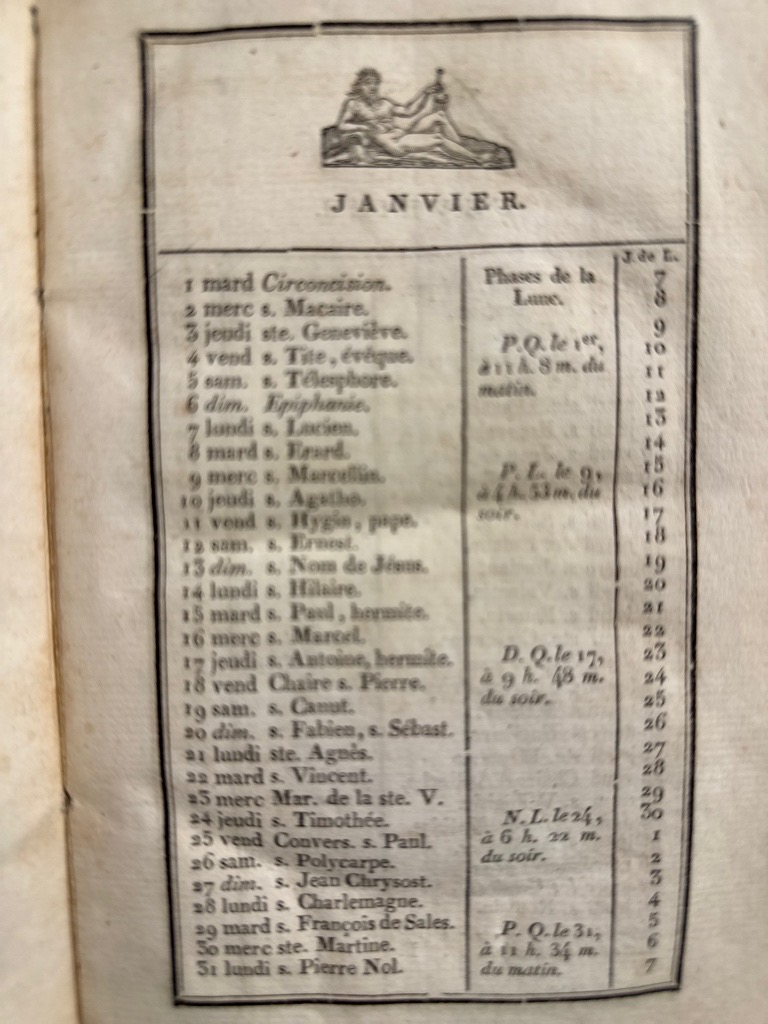 JANVIER.
J. de L.
1 mard Circoncision.
2 merc s. Macaire.
3 jeudi ste. Geneviève.
4 vend s. Tite, évêque.
5 sam. s. Télesphore.
6 dim. Epiphanie.
7 lundi s. Lucien.
8 mard s. Erard.
9 merc s. Marcellin.
10 jeudi s. Agathon.
11 vend s. Hygin, pape.
12 sam. s. Ernest.
13 dim. s. Nom de Jésus.
14 lundi s. Hilaire.
15 mard s. Paul, hermite.
16 merc s. Marcel.
17 jeudi s. Antoine, hermite.
18 vend Chaire s. Pierre.
19 sam. s. Canut.
20 dim. s. Fabien, s. Sébast.
21 lundi ste. Agnès.
22 mard s. Vincent.
23 merc Mar. de la ste. V.
24 jeudi s. Timothée.
25 vend Convers. s. Paul.
26 sam. s. Polycarpe.
27 dim. s. Jean Chrysost.
28 lundi s. Charlemagne.
29 mard s. François de Sales.
30 merc ste. Martine.
31 lundi s. Pierre Nol.
Phases de la
Lune.
P. Q. le 1er,
à 11 h. 8 m. du
matin.
P. L. le 9,
à 4 h. 53 m. du
soir.
D. Q. le 17,
à 9 h. 48 m.
du soir.
N. L. le 24,
à 6 h. 22 m.
du soir.
P. Q. le 31,
à 11 h. 34 m.
du matin.
7
8
9
10
11
12
13
14
15
16
17
18
19
20
21
22
23
24
25
26
27
28
29
30
1
2
3
4
5
6
7